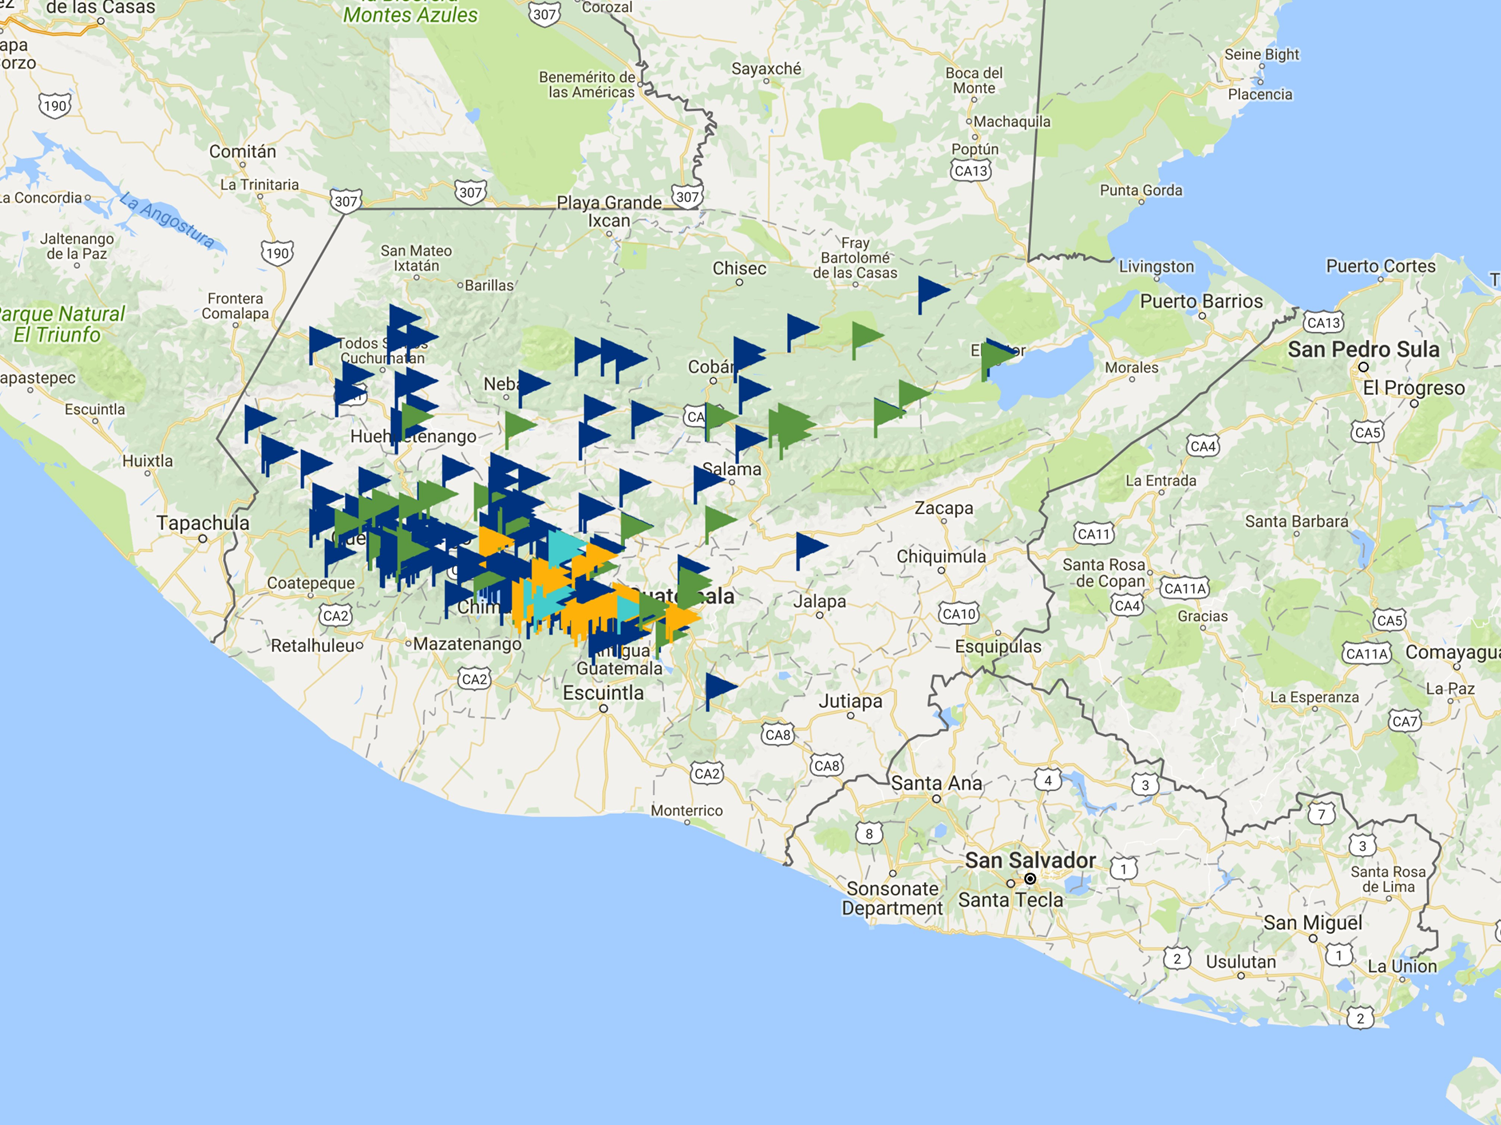 de las Casas
la Biosfera
Montes Azules
307
Corozal
190
Benemérito de
las Américas
Sayaxché
Boca del
Monte
Machaquila
Poptún
CA13
Seine Bight
Placencia
Comitán
La Trinitaria
307
307
307
Playa Grande
Ixcan
Punta Gorda
La Concordia
La Angostura
Jaltenango
de la Paz
190
San Mateo
Ixtatán
Barillas
Chisec
Fray
Bartolomé
de las Casas
Livingston
Puerto Barrios
Puerto Cortes
Frontera
Comalapa
Parque Natural
El Triunfo
CA13
San Pedro Sula
El Progreso
Morales
Cuchumatan
Cobán
Escuintla
CA5
CA4
Huehuetenango
Huixtla
Salama
La Entrada
Zacapa
Santa Barbara
Tapachula
CA11
Chiquimula
Santa Rosa
de Copan
CA11A
CA4
Coatepeque
CA2
Guatemala
Jalapa
CA10
Gracias
CA5
Retalhuleu
Mazatenango
Antigua
Guatemala
Esquipulas
CA11A
Comayagua
CA2
Escuintla
La Esperanza
La Paz
Jutiapa
CA7
CA8
CA8
CA2
Santa Ana
4
3
Monterrico
7
8
3
San Salvador
1
Santa Rosa
de Lima
Sonsonate
Department
Santa Tecla
San Miguel
1
2
Usulutan
La Union
2